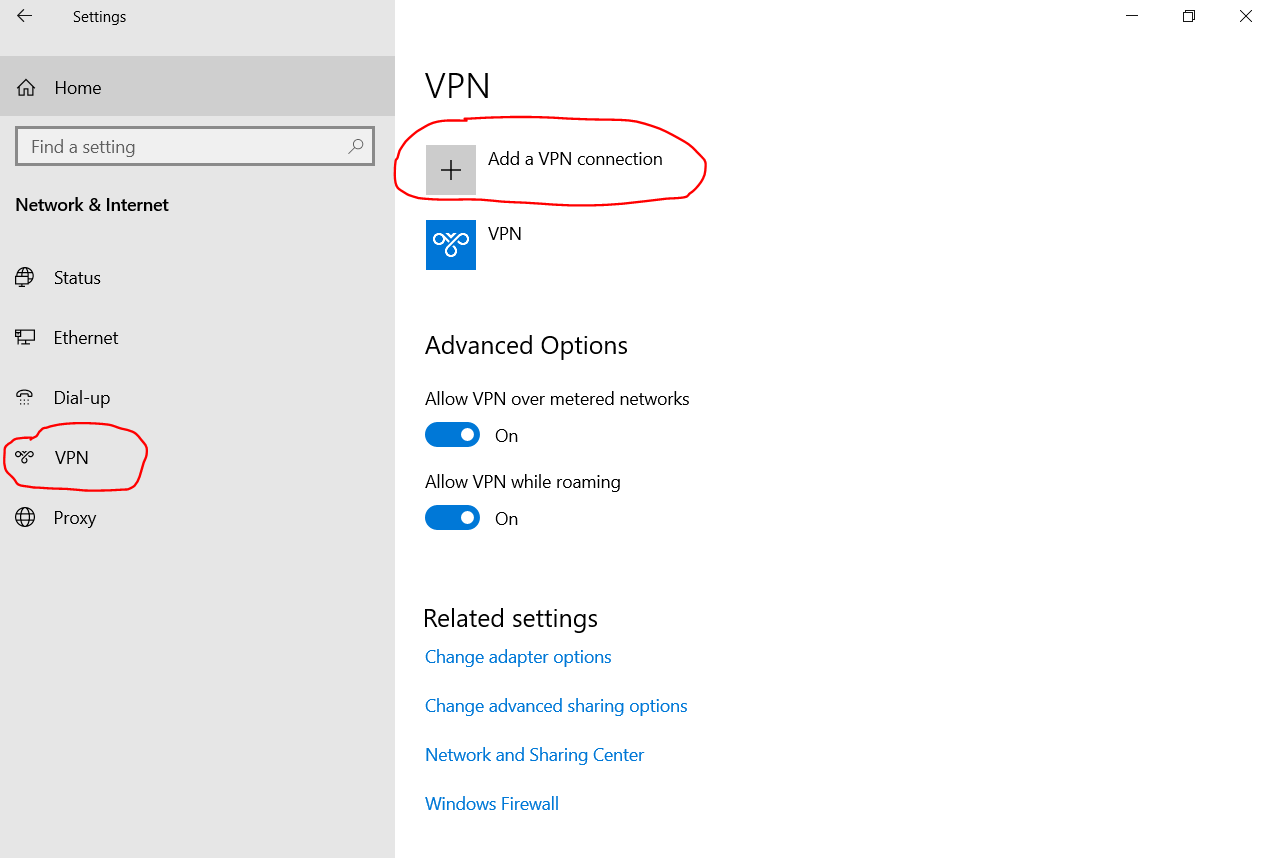 Settings
Home
Find a setting
Network & Internet
Status
Ethernet
Dial-up
VPN
Proxy
VPN
Add a VPN connection
VPN
Advanced Options
Allow VPN over metered networks
On
Allow VPN while roaming
On
Related settings
Change adapter options
Change advanced sharing options
Network and Sharing Center
Windows Firewall